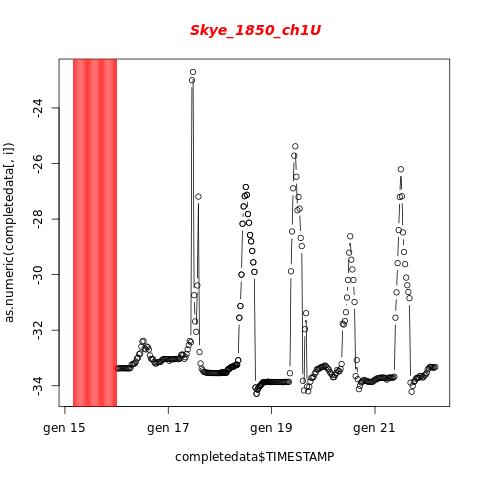 Skye_1850_ch1U
as.numeric(completedata[, i])
-24
-26
-28
-30
-32
-34
gen 15 gen 17 gen 19 gen 21
completedata$TIMESTAMP